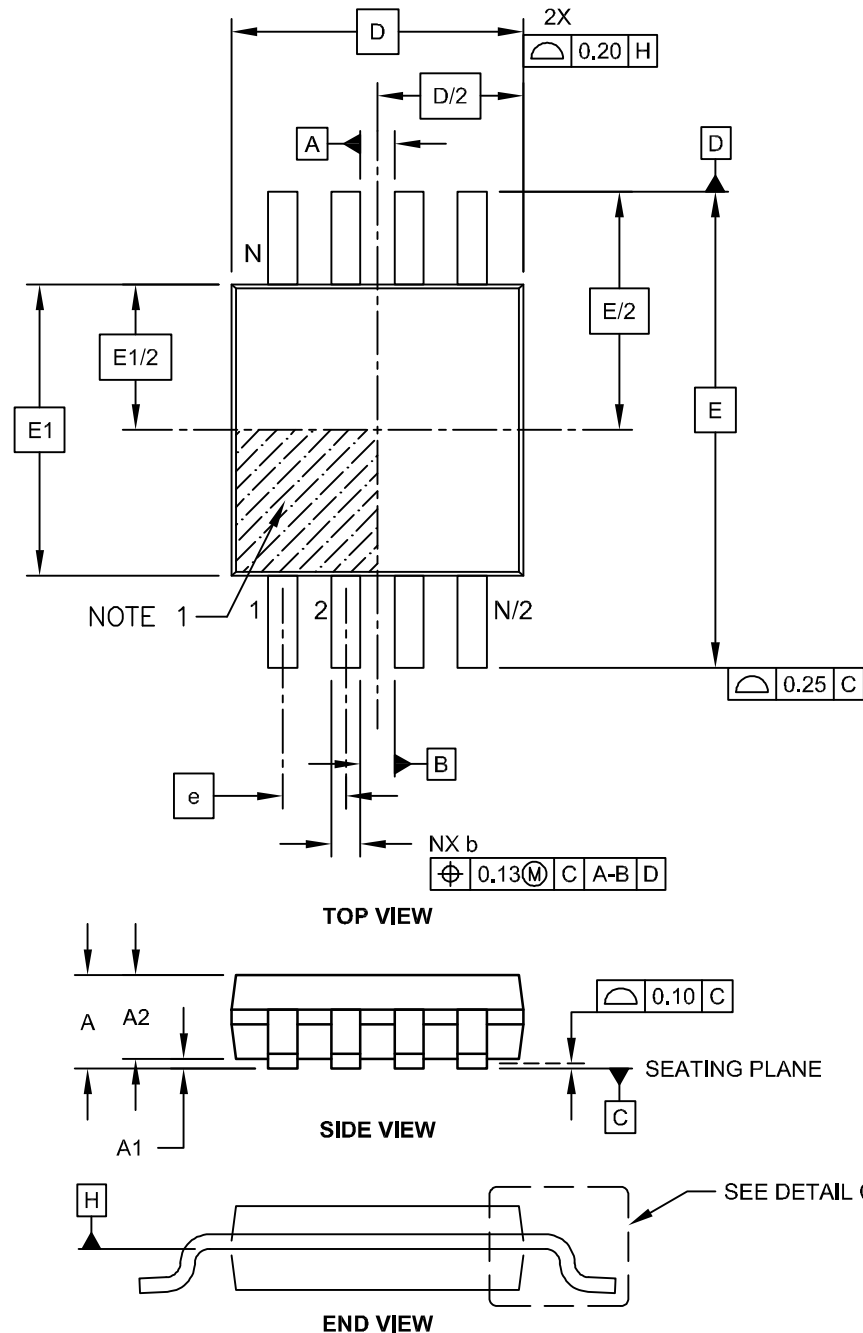 D
2X
0.20 H
D/2
A
D
N
E1/2
E/2
E1
E
NOTE 1
1
2
N/2
0.25 C
B
e
NX b
0.13Ⓜ C A-B D
TOP VIEW
0.10 C
A
A2
SEATING PLANE
C
A1
SIDE VIEW
H
SEE DETAIL
END VIEW